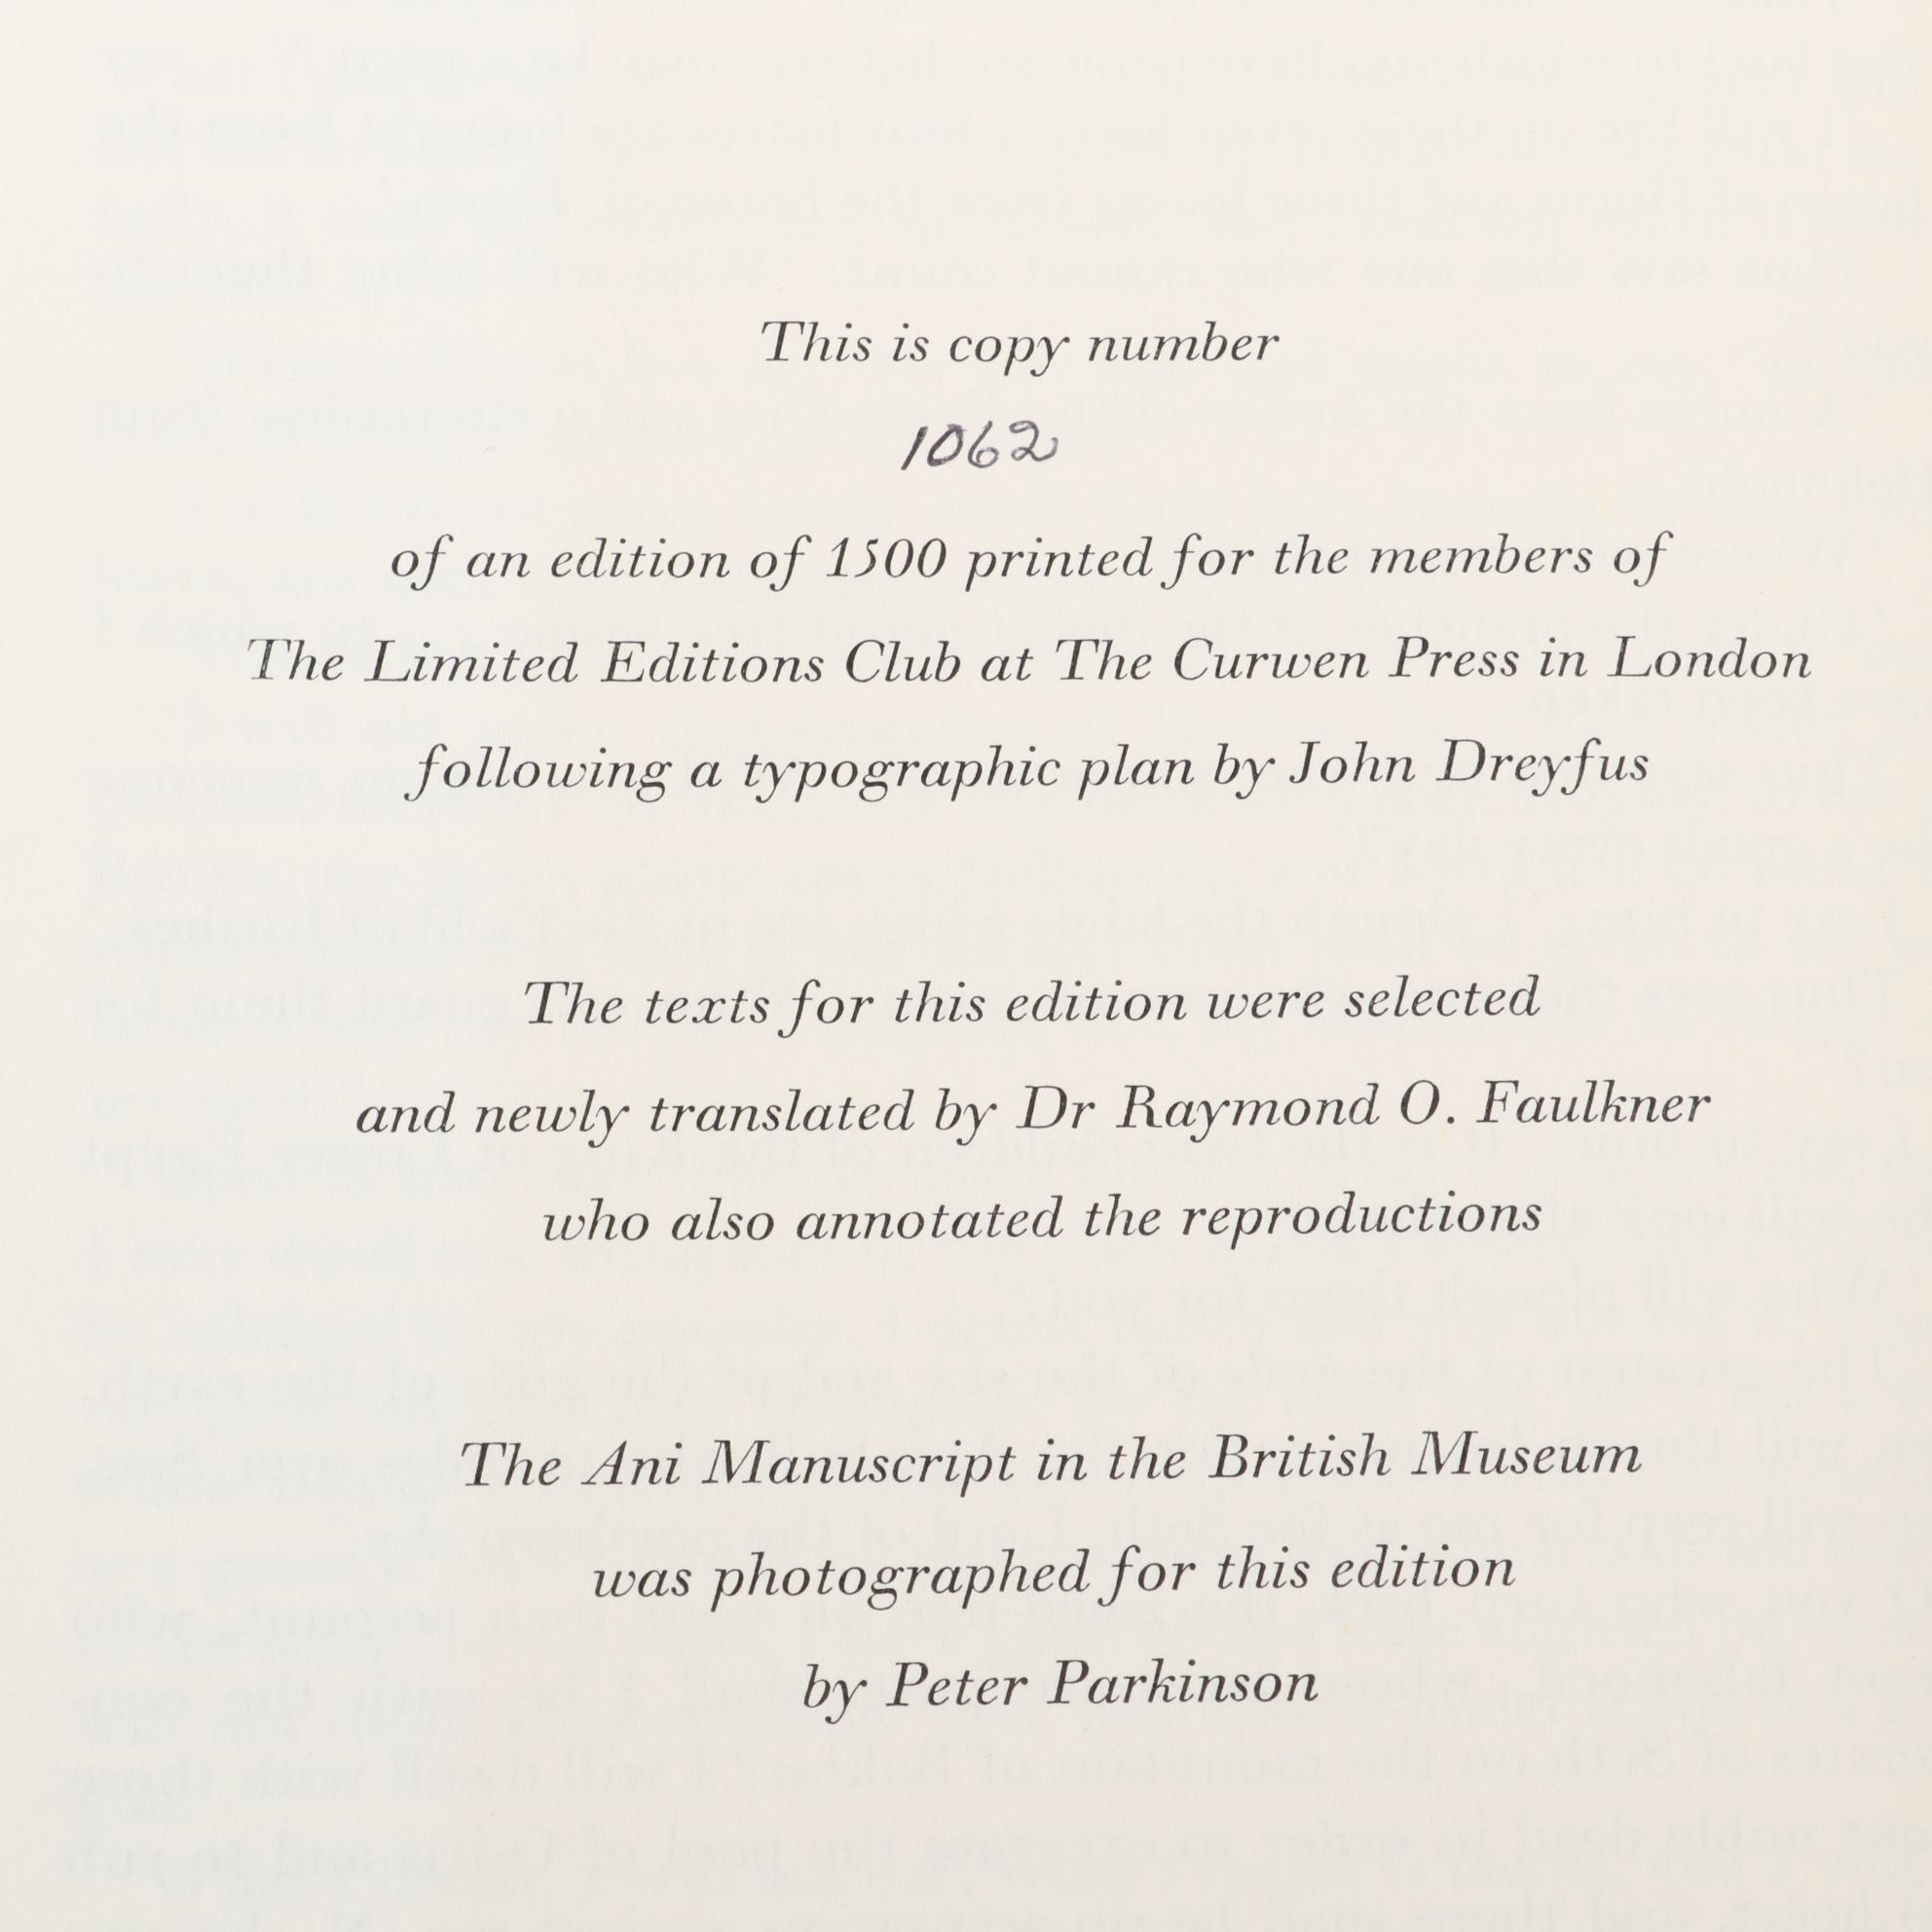 This is copy number
1062
of an edition of 1500 printed for the members of
The Limited Editions Club at The Curwen Press in London
following a typographic plan by John Dreyfus
The texts for this edition were selected
and newly translated by Dr Raymond O. Faulkner
who also annotated the reproductions
The Ani Manuscript in the British Museum
was photographed for this edition
by Peter Parkinson